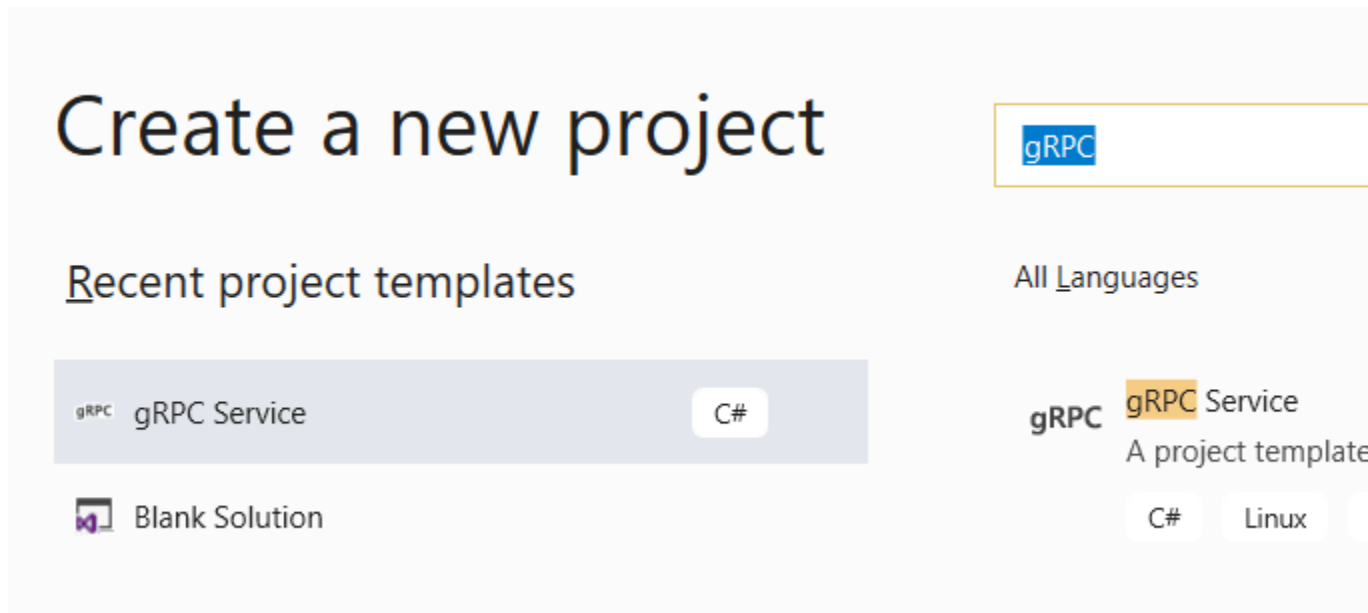 Create a new project
gRPC
Recent project templates
All Languages
gRPC gRPC Service C#
Blank Solution
gRPC gRPC Service
A project template
C# Linux